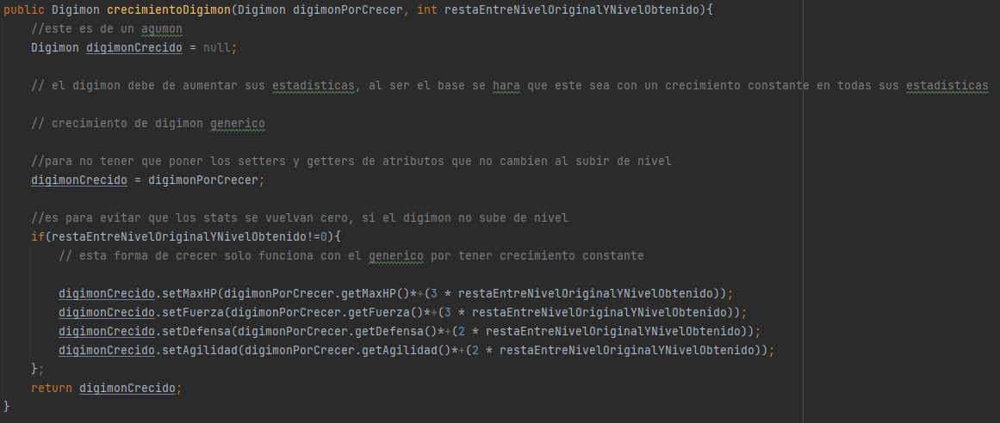 public Digimon crecimientoDigimon(Digimon digimonPorCrecer, int restaEntreNivelOriginalYNivelObtenido){
//este es de un agumon
Digimon digimonCrecido = null;
// el digimon debe de aumentar sus estadisticas, al ser el base se hara que este sea con un crecimiento constante en todas sus estadisticas
// crecimiento de digimon generico
//para no tener que poner los setters y getters de atributos que no cambien al subir de nivel
digimonCrecido = digimonPorCrecer;
//es para evitar que los stats se vuelvan cero, si el digimon no sube de nivel
if(restaEntreNivelOriginalYNivelObtenido!=0){
// esta forma de crecer solo funciona con el generico por tener crecimiento constante
digimonCrecido.setMaxHP(digimonPorCrecer.getMaxHP()*+(3 * restaEntreNivelOriginalYNivelObtenido));
digimonCrecido.setFuerza(digimonPorCrecer.getFuerza()*+(3 * restaEntreNivelOriginalYNivelObtenido));
digimonCrecido.setDefensa(digimonPorCrecer.getDefensa()*+(2 * restaEntreNivelOriginalYNivelObtenido));
digimonCrecido.setAgilidad(digimonPorCrecer.getAgilidad()*+(2 * restaEntreNivelOriginalYNivelObtenido));
};
return digimonCrecido;
}